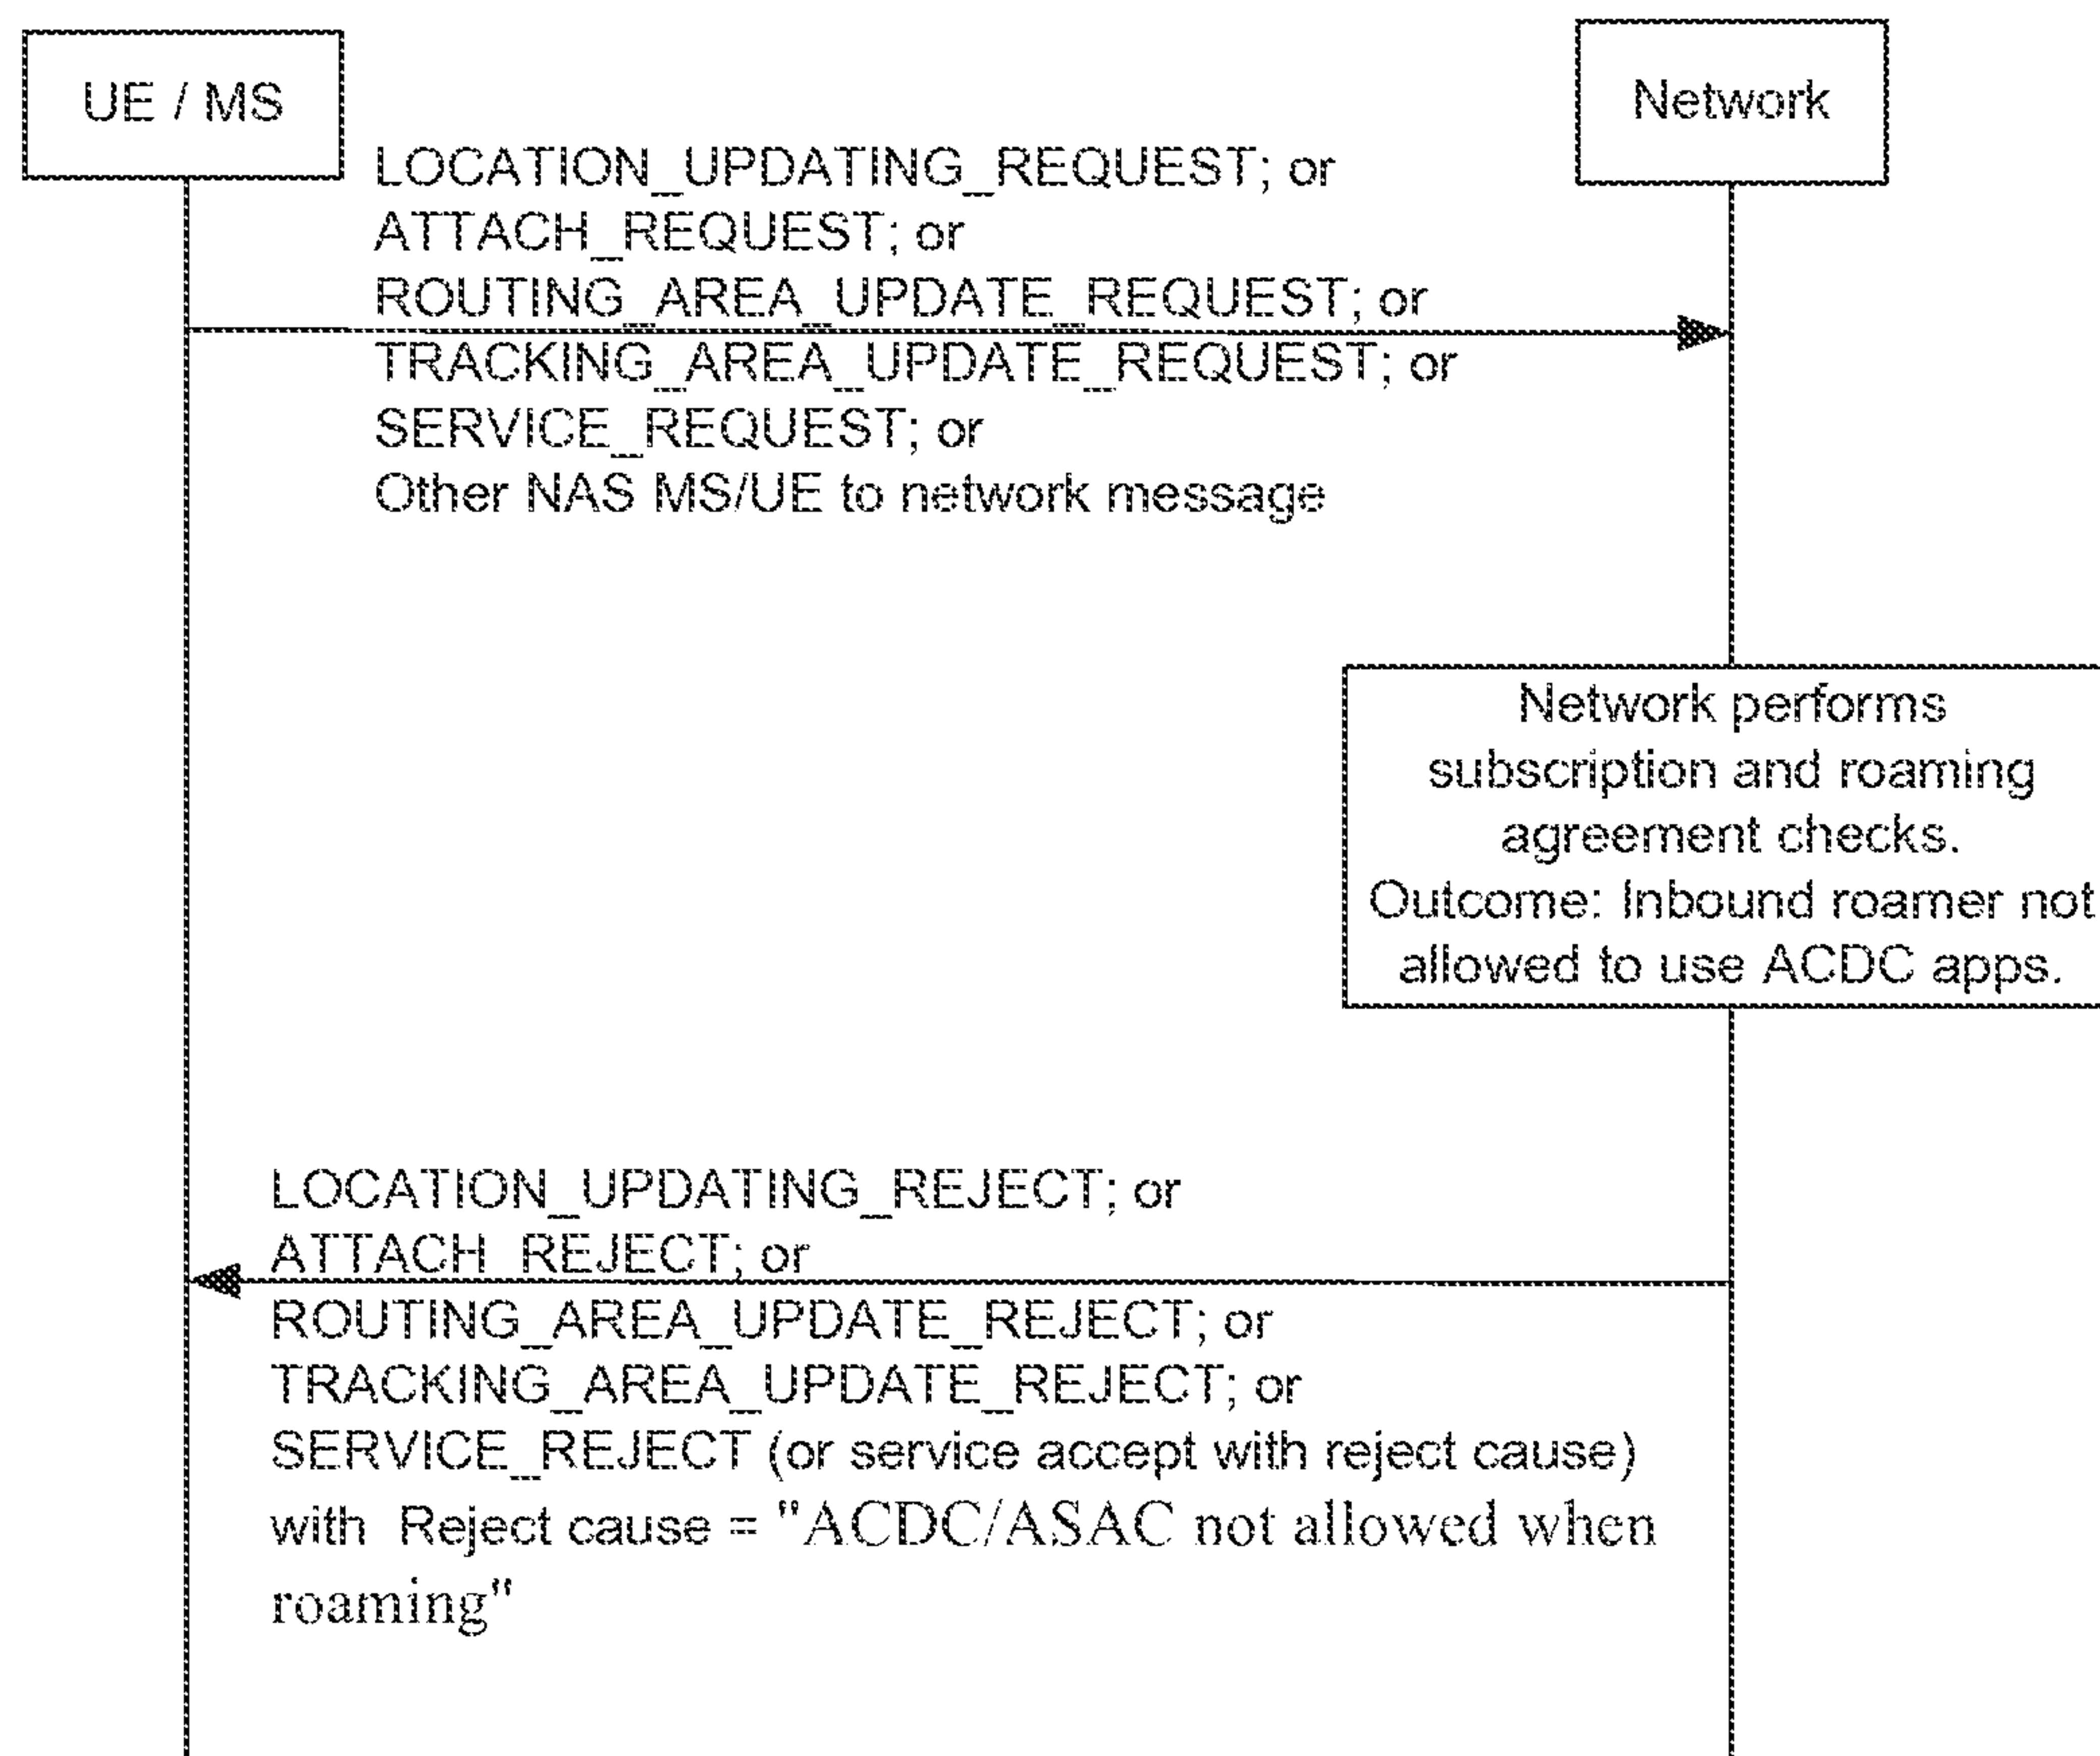 UE / MS
Network
LOCATION_UPDATING_REQUEST; or
ATTACH_REQUEST; or
ROUTING_AREA_UPDATE_REQUEST; or
TRACKING_AREA_UPDATE_REQUEST; or
SERVICE_REQUEST; or
Other NAS MS/UE to network message
Network performs
subscription and roaming
agreement checks.
Outcome: Inbound roamer not
allowed to use ACDC apps.
LOCATION_UPDATING_REJECT; or
ATTACH_REJECT; or
ROUTING_AREA_UPDATE_REJECT; or
TRACKING_AREA_UPDATE_REJECT; or
SERVICE_REJECT (or service accept with reject cause)
with Reject cause = "ACDC/ASAC not allowed when
roaming"